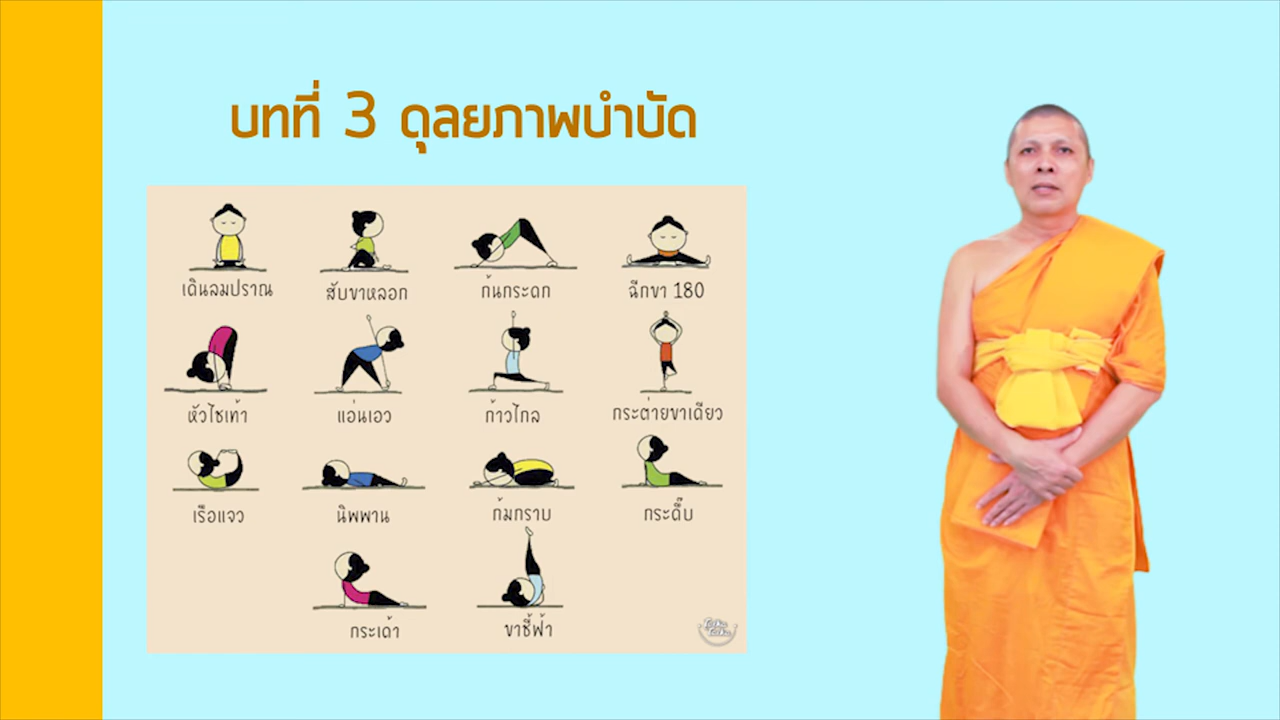 บทที่ 3 ดุลยภาพบำบัด
เดินลมปราณ
สับขาหลอก
ก้นกระดก
ฉีกขา 180
หัวไชเท้า
แอ่นเอว
ก้าวไกล
กระต่ายขาเดียว
เรือแจว
นิพพาน
ก้มกราบ
กระดื๊บ
กระเด้า
ขาชี้ฟ้า